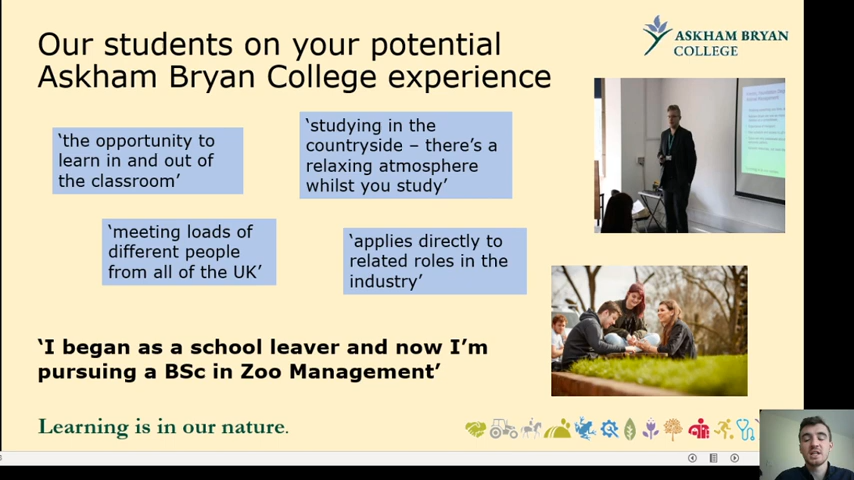 Our students on your potential
Askham Bryan College experience
ASKHAM BRYAN
COLLEGE
‘the opportunity to
learn in and out of
the classroom’
‘studying in the
countryside – there’s a
relaxing atmosphere
whilst you study’
‘meeting loads of
different people
from all of the UK’
‘applies directly to
related roles in the
industry’
‘I began as a school leaver and now I’m
pursuing a BSc in Zoo Management’
Learning is in our nature.